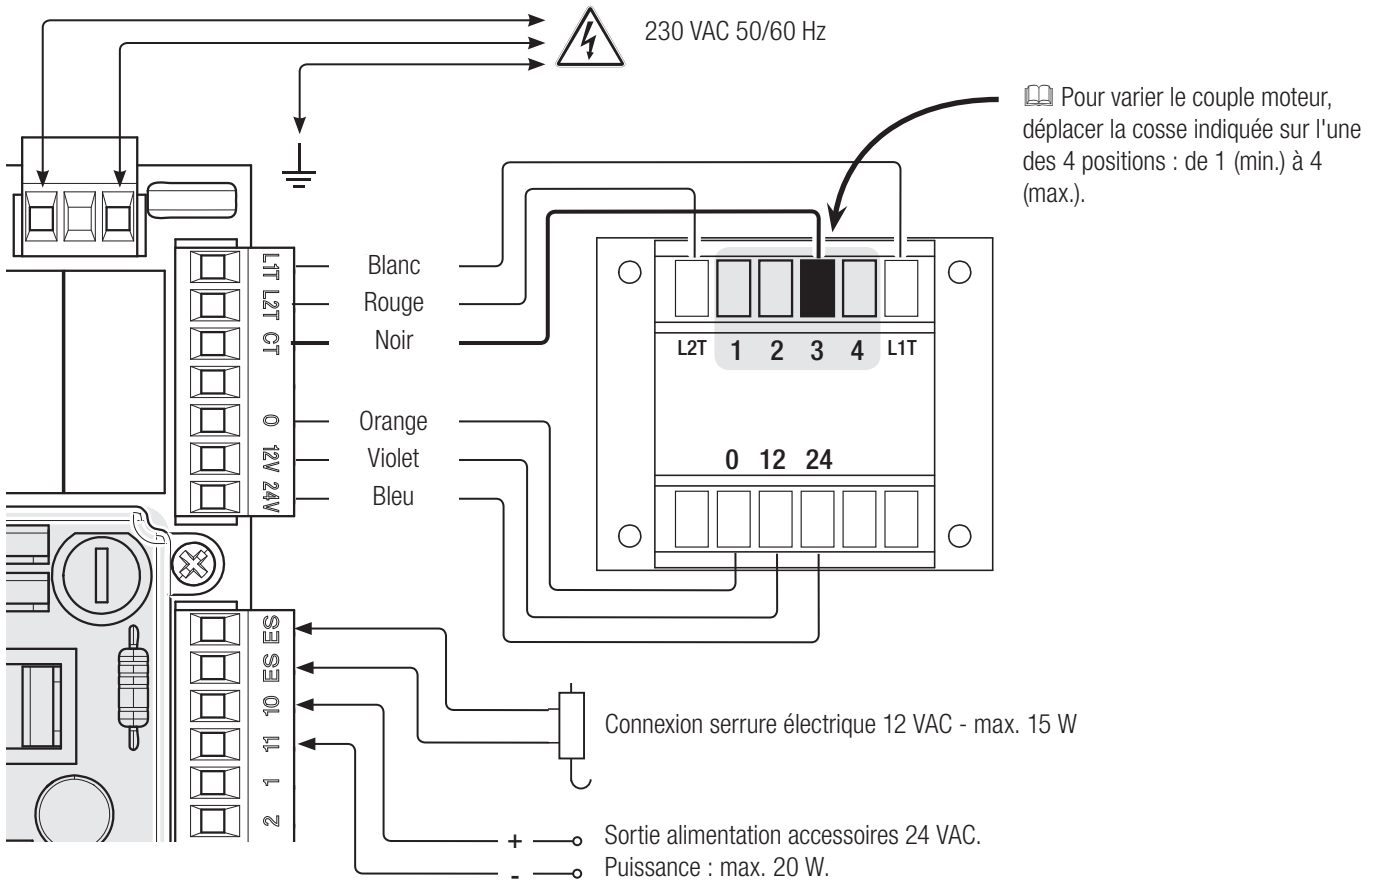 230 VAC 50/60 Hz
Pour varier le couple moteur,
déplacer la cosse indiquée sur l'une
des 4 positions : de 1 (min.) à 4
(max.).
L1T
Blanc
L2T
Rouge
CT
Noir
L2T 1 2 3 4 L1T
0
Orange
12V
Violet
24V
Bleu
0 12 24
ES
ES
10
11
1
2
Connexion serrure électrique 12 VAC - max. 15 W
+
Sortie alimentation accessoires 24 VAC.
-
Puissance : max. 20 W.